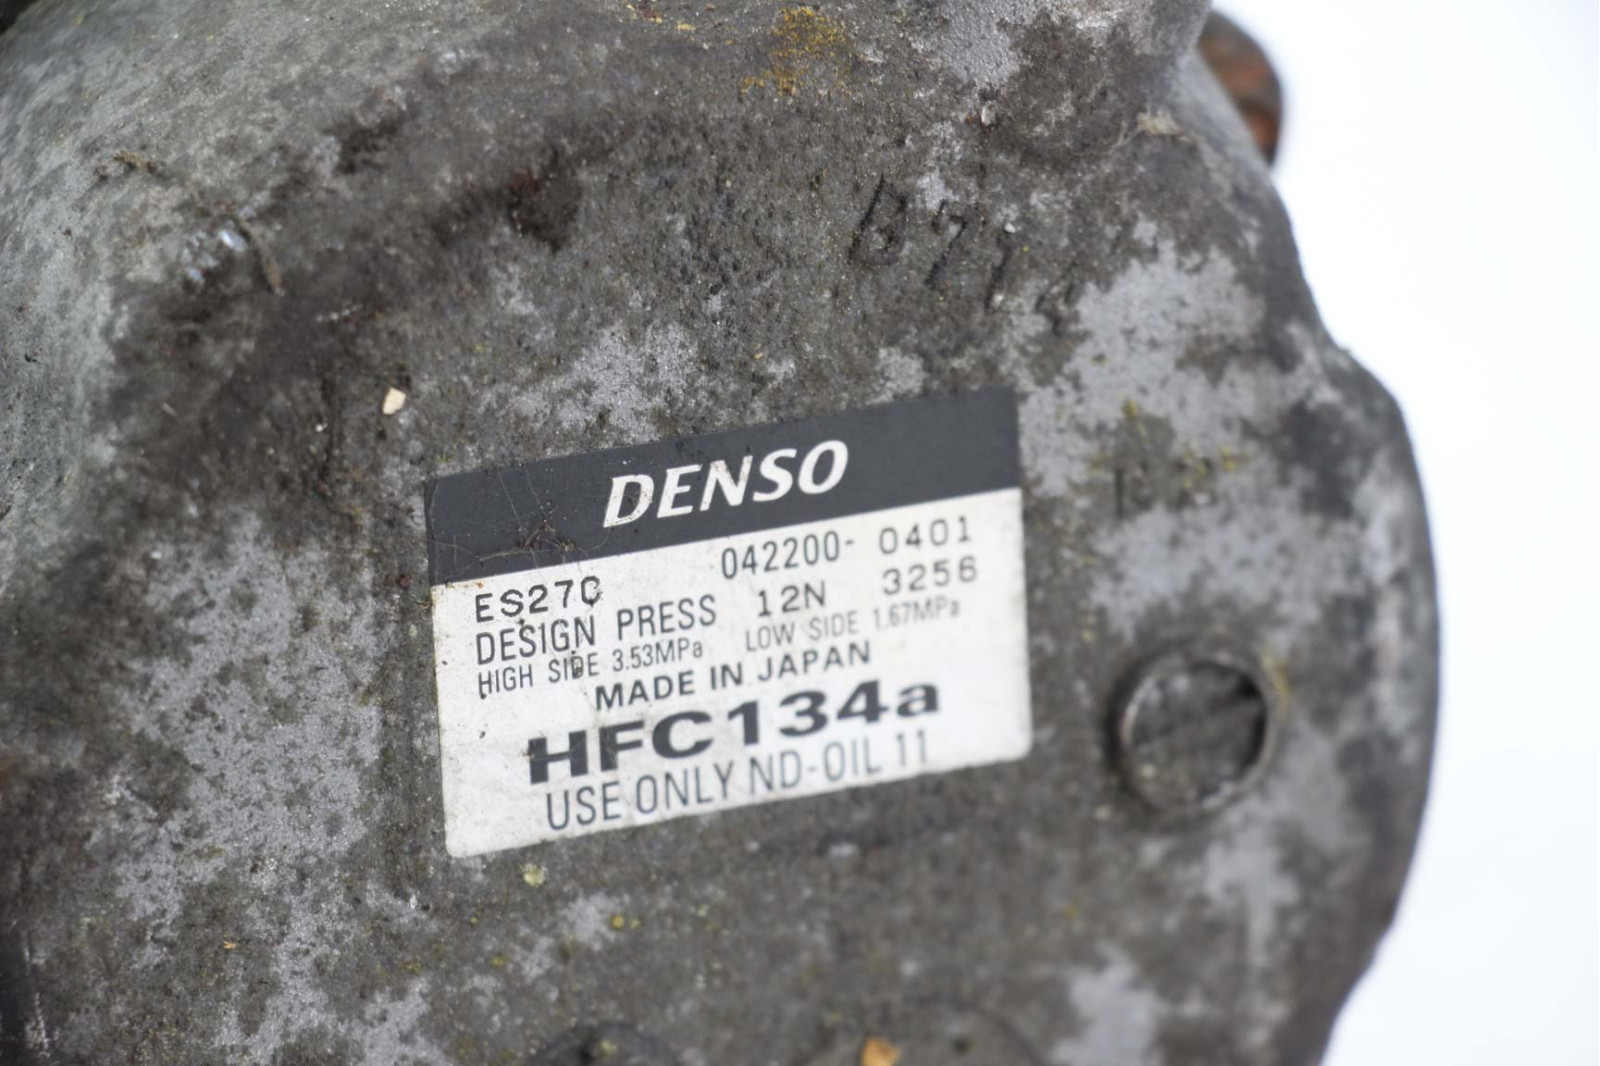 B77
DENSO
ES27C 042200- 0401
DESIGN PRESS 12N 3256
HIGH SIDE 3.53MPa LOW SIDE 1.67MPa
MADE IN JAPAN
HFC134a
USE ONLY ND-OIL 11